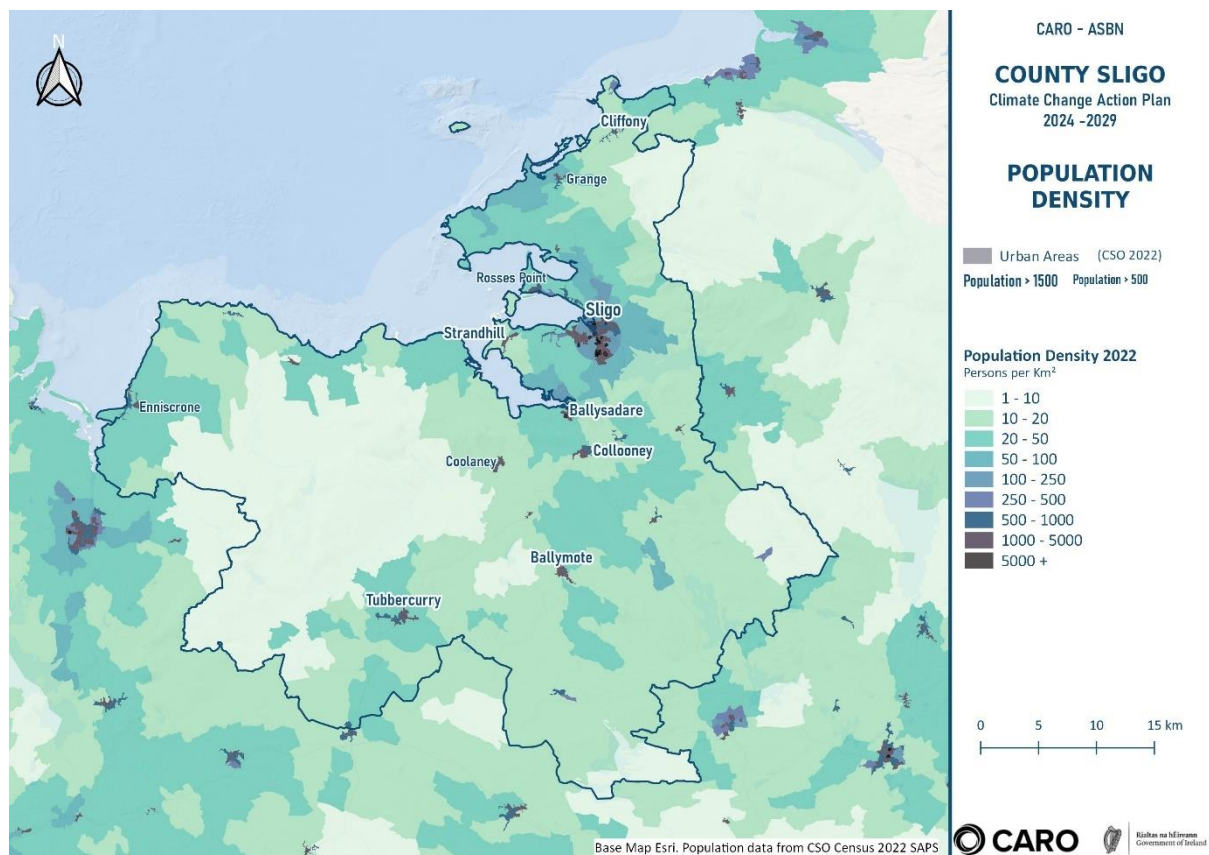 N
Cliffony
Grange
Rosses Point
Sligo
Strandhill
Enniscrone
Ballysadare
Collooney
Coolaney
Ballymote
Tubbercurry
Base Map Esri. Population data from CSO Census 2022 SAPS
CARO - ASBN
COUNTY SLIGO
Climate Change Action Plan
2024 -2029
POPULATION
DENSITY
Urban Areas (CSO 2022)
Population > 1500 Population > 500
Population Density 2022
Persons per Km²
1 - 10
10 - 20
20 - 50
50 - 100
100 - 250
250 - 500
500 - 1000
1000 - 5000
5000 +
0 5 10 15 km
CARO
Rialtas na hÉireann
Government of Ireland